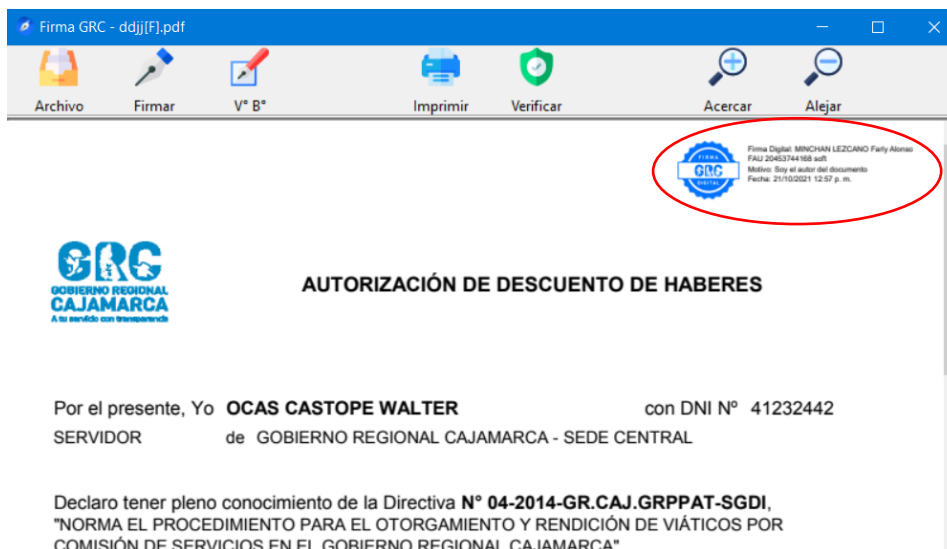 Firma GRC - ddjj[F].pdf
Archivo Firmar V° B° Imprimir Verificar Acercar Alejar
FIRMA
GRC
DIGITAL
Firma Digital: MINCHAN LEZCANO Farly Alonso
FAU 20453744168 soft
Motivo: Soy el autor del documento
Fecha: 21/10/2021 12:57 p. m.
GRC
GOBIERNO REGIONAL
CAJAMARCA
A tu servicio con transparencia
AUTORIZACIÓN DE DESCUENTO DE HABERES
Por el presente, Yo OCAS CASTOPE WALTER con DNI Nº 41232442
SERVIDOR de GOBIERNO REGIONAL CAJAMARCA - SEDE CENTRAL
Declaro tener pleno conocimiento de la Directiva N° 04-2014-GR.CAJ.GRPPAT-SGDI,
"NORMA EL PROCEDIMIENTO PARA EL OTORGAMIENTO Y RENDICIÓN DE VIÁTICOS POR
COMISIÓN DE SERVICIOS EN EL GOBIERNO REGIONAL CAJAMARCA"